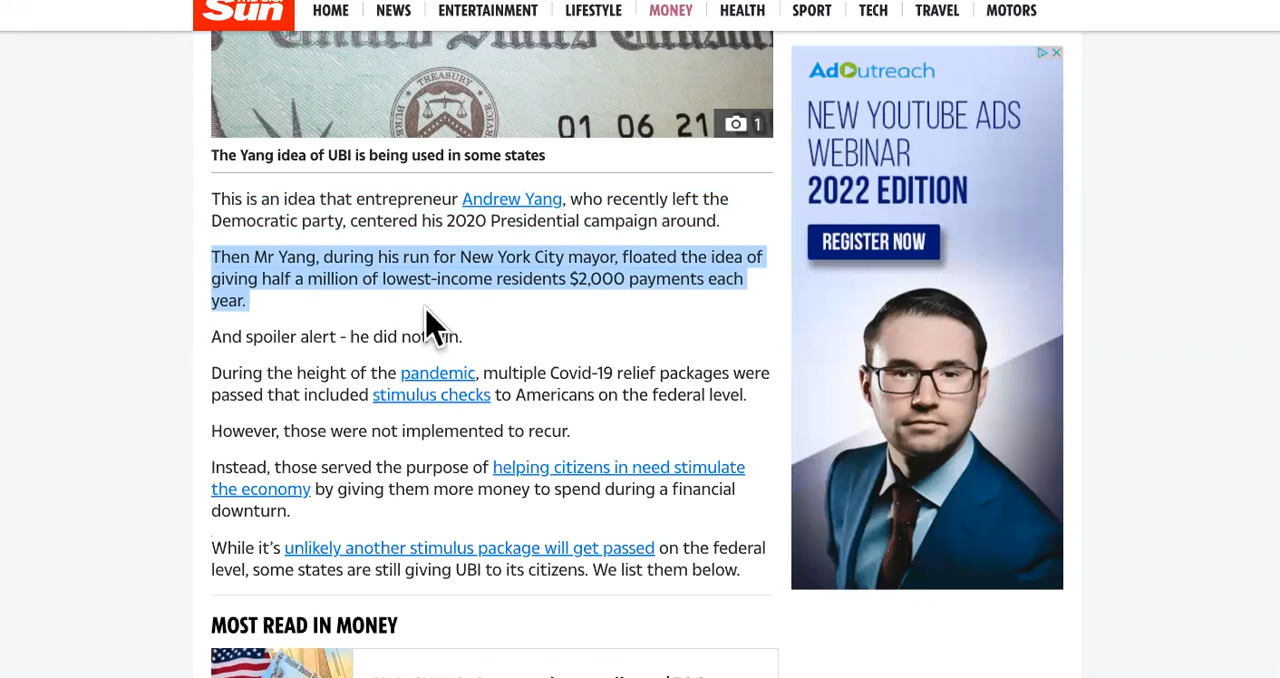 Sun
HOME
NEWS
ENTERTAINMENT
LIFESTYLE
MONEY
HEALTH
SPORT
TECH
TRAVEL
MOTORS
TREASURY
01 06 21
1
The Yang idea of UBI is being used in some states
This is an idea that entrepreneur Andrew Yang, who recently left the
Democratic party, centered his 2020 Presidential campaign around.
Then Mr Yang, during his run for New York City mayor, floated the idea of
giving half a million of lowest-income residents $2,000 payments each
year.
And spoiler alert - he did not
During the height of the pandemic, multiple Covid-19 relief packages were
passed that included stimulus checks to Americans on the federal level.
However, those were not implemented to recur.
Instead, those served the purpose of helping citizens in need stimulate
the economy by giving them more money to spend during a financial
downturn.
While it’s unlikely another stimulus package will get passed on the federal
level, some states are still giving UBI to its citizens. We list them below.
MOST READ IN MONEY
AdOutreach
NEW YOUTUBE ADS
WEBINAR
2022 EDITION
REGISTER NOW